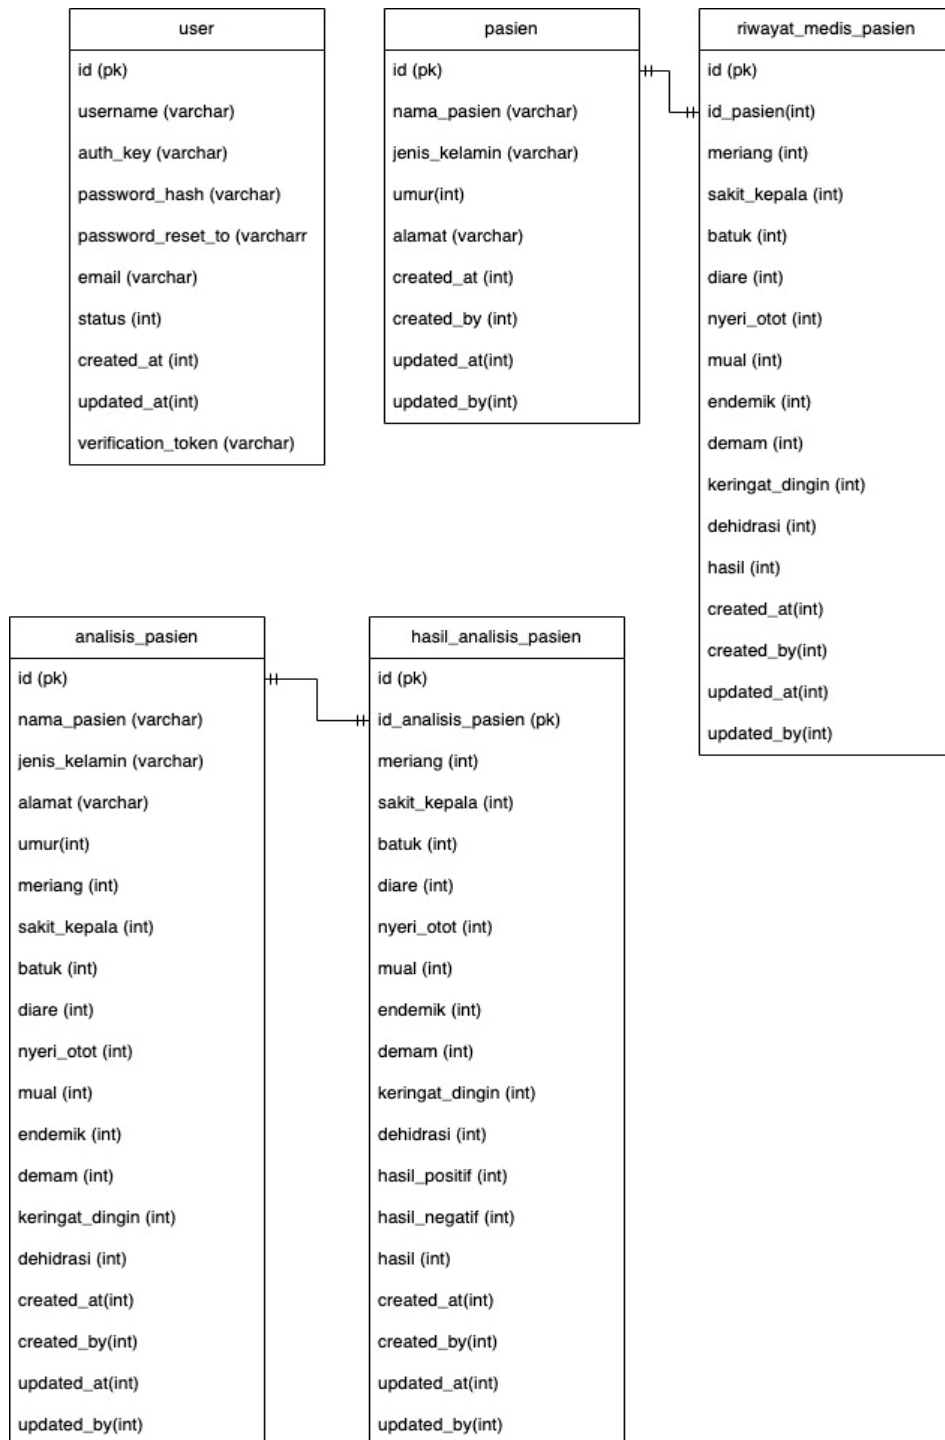 user
id (pk)
username (varchar)
auth_key (varchar)
password_hash (varchar)
password_reset_to (varcharr
email (varchar)
status (int)
created_at (int)
updated_at(int)
verification_token (varchar)
pasien
id (pk)
nama_pasien (varchar)
jenis_kelamin (varchar)
umur(int)
alamat (varchar)
created_at (int)
created_by (int)
updated_at(int)
updated_by(int)
riwayat_medis_pasien
id (pk)
id_pasien(int)
meriang (int)
sakit_kepala (int)
batuk (int)
diare (int)
nyeri_otot (int)
mual (int)
endemik (int)
demam (int)
keringat_dingin (int)
dehidrasi (int)
hasil (int)
created_at(int)
created_by(int)
updated_at(int)
updated_by(int)
analisis_pasien
id (pk)
nama_pasien (varchar)
jenis_kelamin (varchar)
alamat (varchar)
umur(int)
meriang (int)
sakit_kepala (int)
batuk (int)
diare (int)
nyeri_otot (int)
mual (int)
endemik (int)
demam (int)
keringat_dingin (int)
dehidrasi (int)
created_at(int)
created_by(int)
updated_at(int)
updated_by(int)
hasil_analisis_pasien
id (pk)
id_analisis_pasien (pk)
meriang (int)
sakit_kepala (int)
batuk (int)
diare (int)
nyeri_otot (int)
mual (int)
endemik (int)
demam (int)
keringat_dingin (int)
dehidrasi (int)
hasil_positif (int)
hasil_negatif (int)
hasil (int)
created_at(int)
created_by(int)
updated_at(int)
updated_by(int)